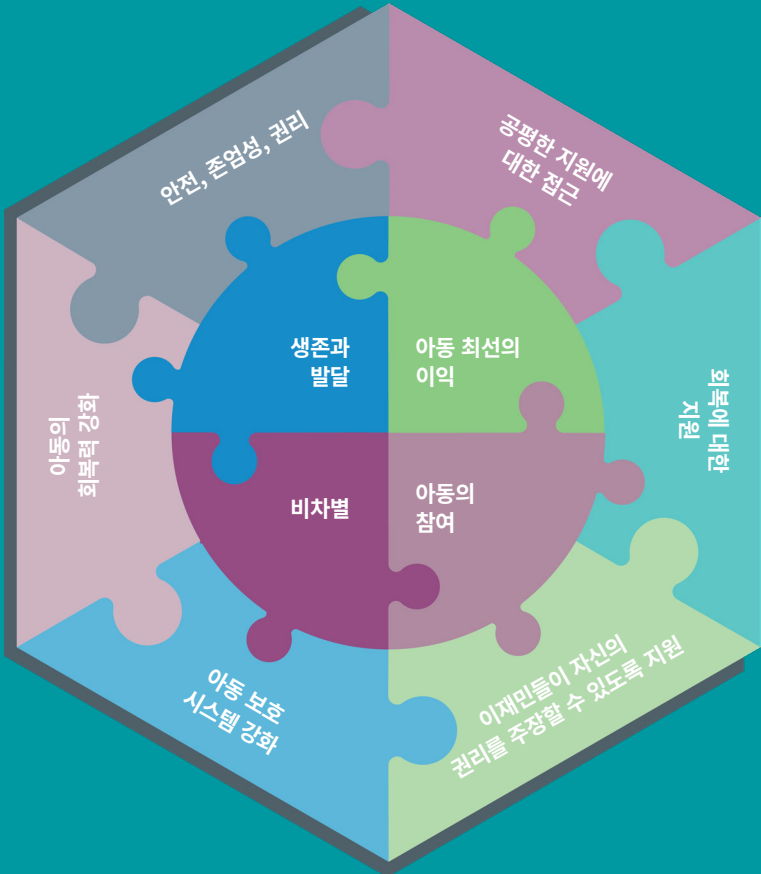 안전, 존엄성, 권리
공평한 지원에
대한 접근
회복에 대한
지원
이재민들이 자신의
권리를 주장할 수 있도록 지원
아동 보호
시스템 강화
아동의
회복력 강화
생존과
발달
아동 최선의
이익
비차별
아동의
참여